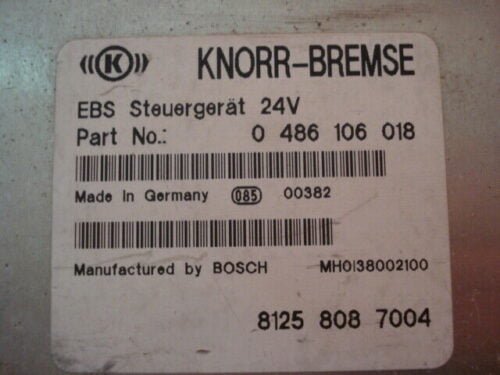 ((K)) KNORR-BREMSE
EBS Steuergerät 24V
Part No.: 0 486 106 018
Made In Germany 085 00382
Manufactured by BOSCH MH0138002100
8125 808 7004